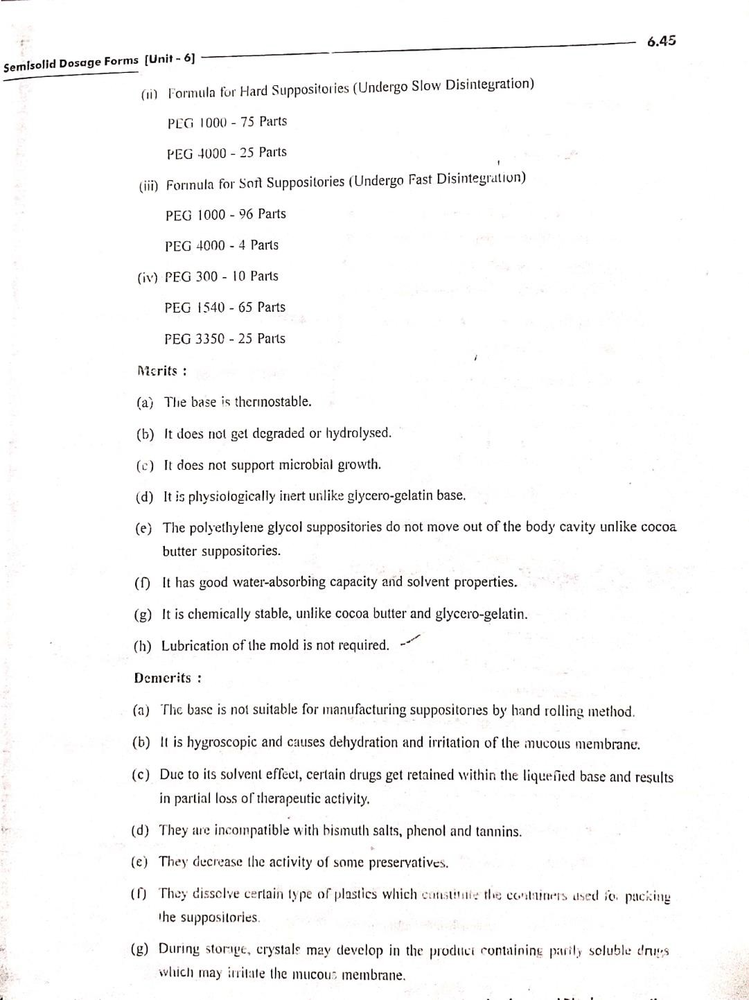 6.45
Semisolid Dosage Forms [Unit - 6]
(ii) Formula for Hard Suppositories (Undergo Slow Disintegration)
PEG 1000 - 75 Parts
PEG 4000 - 25 Parts
(iii) Formula for Soft Suppositories (Undergo Fast Disintegration)
PEG 1000 - 96 Parts
PEG 4000 - 4 Parts
(iv) PEG 300 - 10 Parts
PEG 1540 - 65 Parts
PEG 3350 - 25 Parts
Merits :
(a) The base is thermostable.
(b) It does not get degraded or hydrolysed.
(c) It does not support microbial growth.
(d) It is physiologically inert unlike glycero-gelatin base.
(e) The polyethylene glycol suppositories do not move out of the body cavity unlike cocoa
butter suppositories.
(f) It has good water-absorbing capacity and solvent properties.
(g) It is chemically stable, unlike cocoa butter and glycero-gelatin.
(h) Lubrication of the mold is not required.
Demerits :
(a) The base is not suitable for manufacturing suppositories by hand rolling method.
(b) It is hygroscopic and causes dehydration and irritation of the mucous membrane.
(c) Due to its solvent effect, certain drugs get retained within the liquefied base and results
in partial loss of therapeutic activity.
(d) They are incompatible with bismuth salts, phenol and tannins.
(e) They decrease the activity of some preservatives.
(f) They dissolve certain type of plastics which constitute the containers used for packing
the suppositories.
(g) During storage, crystals may develop in the product containing partly soluble drugs
which may irritate the mucous membrane.